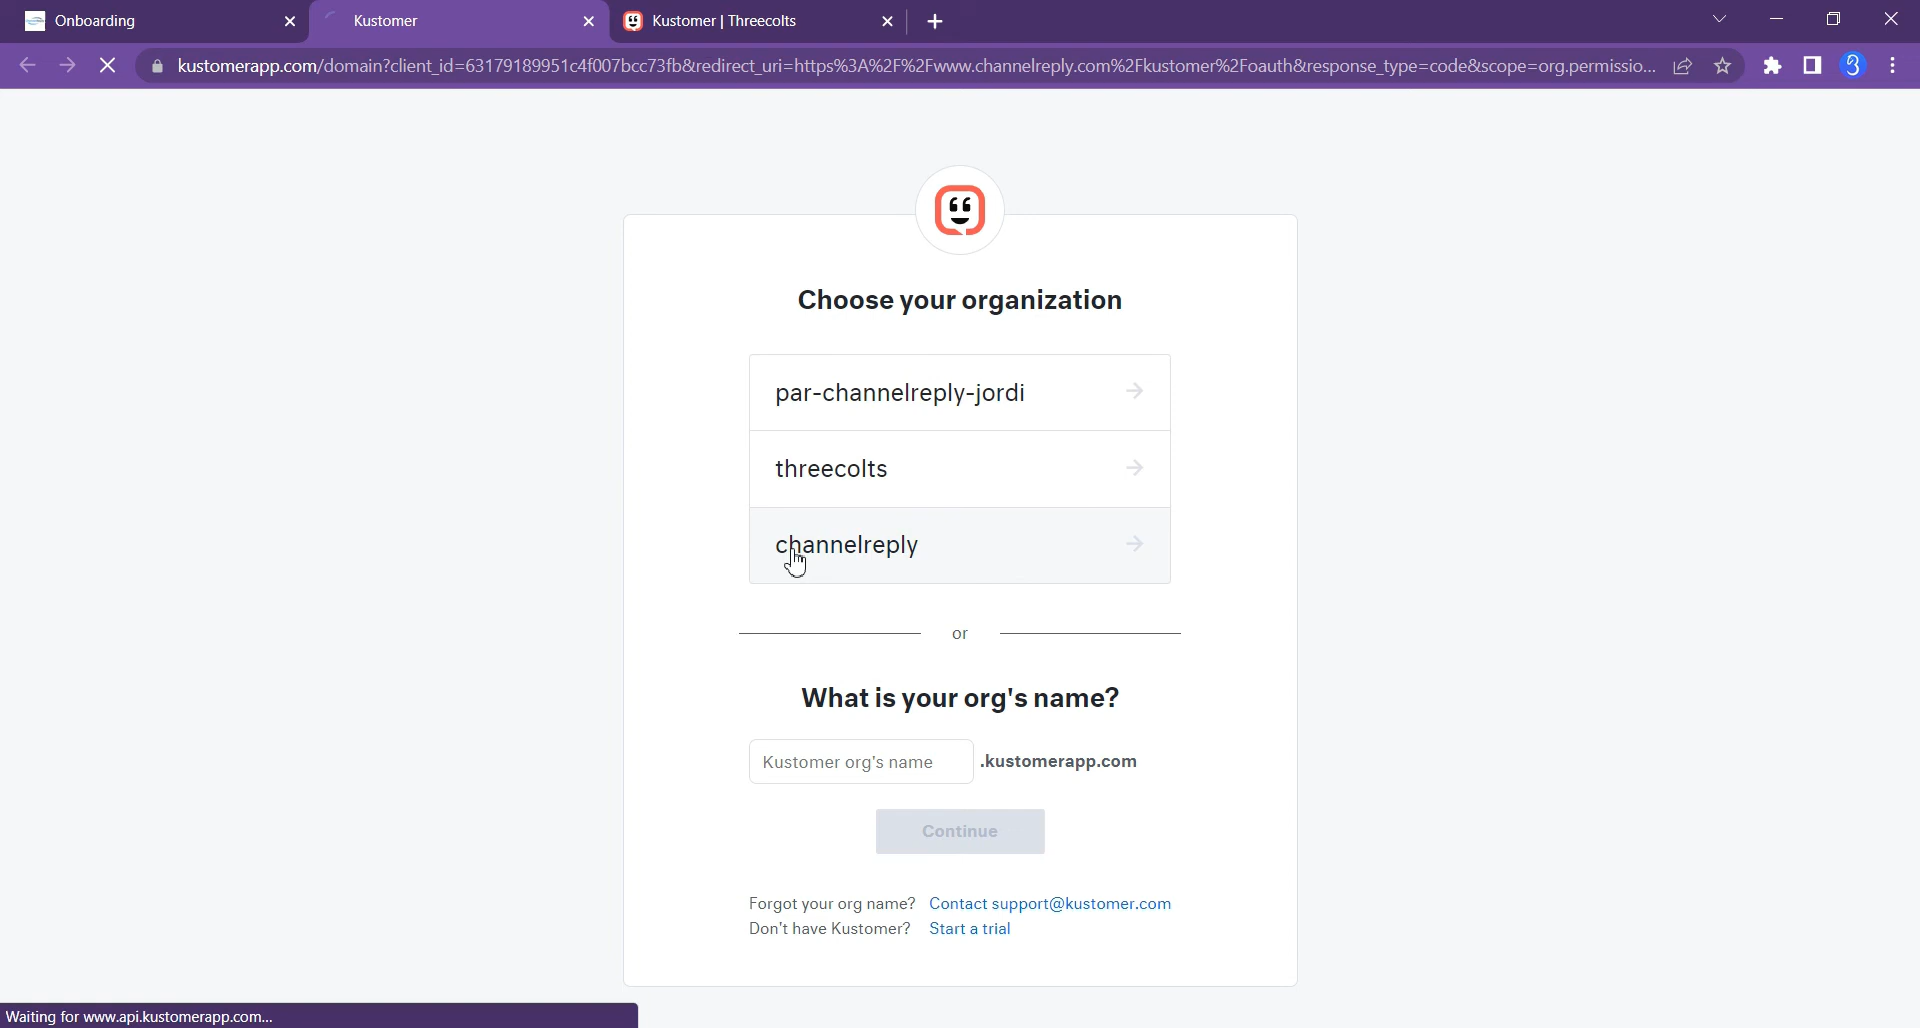 Onboarding
Kustomer
Kustomer | Threecolts
kustomerapp.com/domain?client_id=63179189951c4f007bcc73fb&redirect_uri=https%3A%2F%2Fwww.channelreply.com%2Fkustomer%2Foauth&response_type=code&scope=org.permissio...
Choose your organization
par-channelreply-jordi
threecolts
channelreply
or
What is your org's name?
Kustomer org's name .kustomerapp.com
Continue
Forgot your org name? Contact support@kustomer.com
Don't have Kustomer? Start a trial
Waiting for www.api.kustomerapp.com...